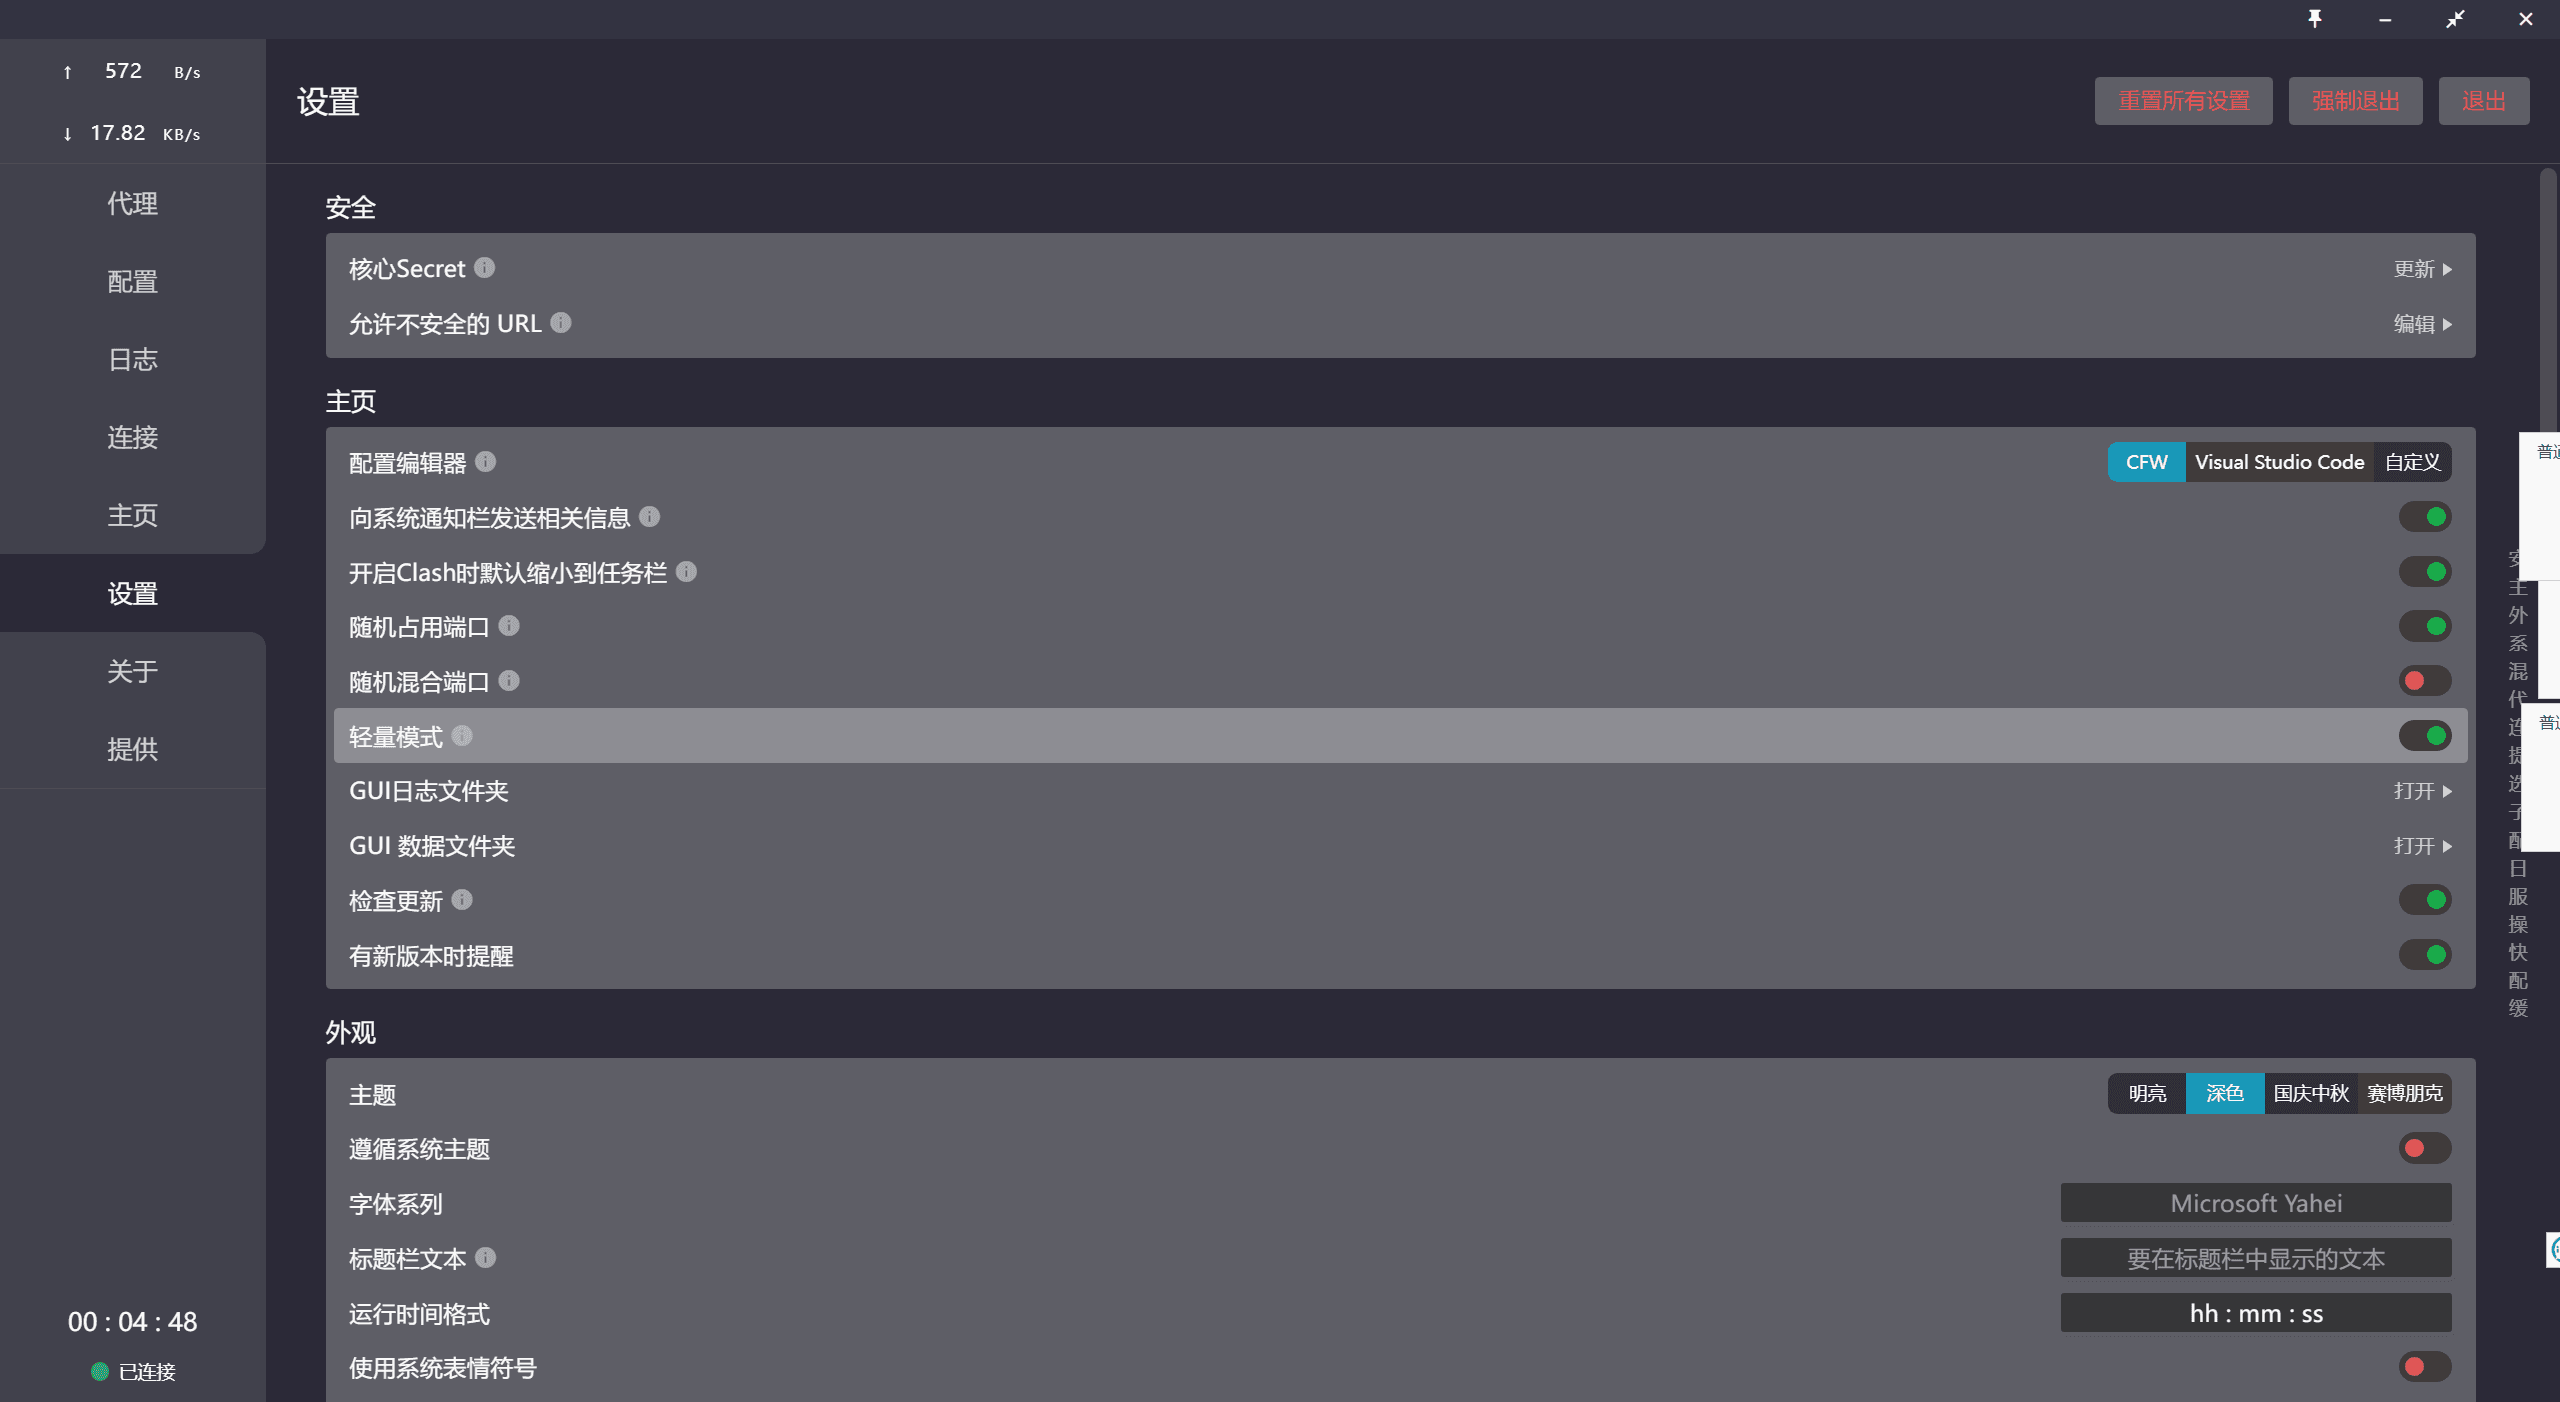 ↑ 572 B/s
↓ 17.82 KB/s
代理
配置
日志
连接
主页
设置
关于
提供
00 : 04 : 48
已连接
设置
重置所有设置 强制退出 退出
安全
核心Secret 更新
允许不安全的 URL 编辑
主页
配置编辑器 CFW Visual Studio Code 自定义
向系统通知栏发送相关信息
开启Clash时默认缩小到任务栏
随机占用端口
随机混合端口
轻量模式
GUI日志文件夹 打开
GUI 数据文件夹 打开
检查更新
有新版本时提醒
外观
主题 明亮 深色 国庆中秋 赛博朋克
遵循系统主题
字体系列 Microsoft Yahei
标题栏文本 要在标题栏中显示的文本
运行时间格式 hh : mm : ss
使用系统表情符号
主
外
系
混
代
连
提
选
子
配
日
服
操
快
配
缓
普
普